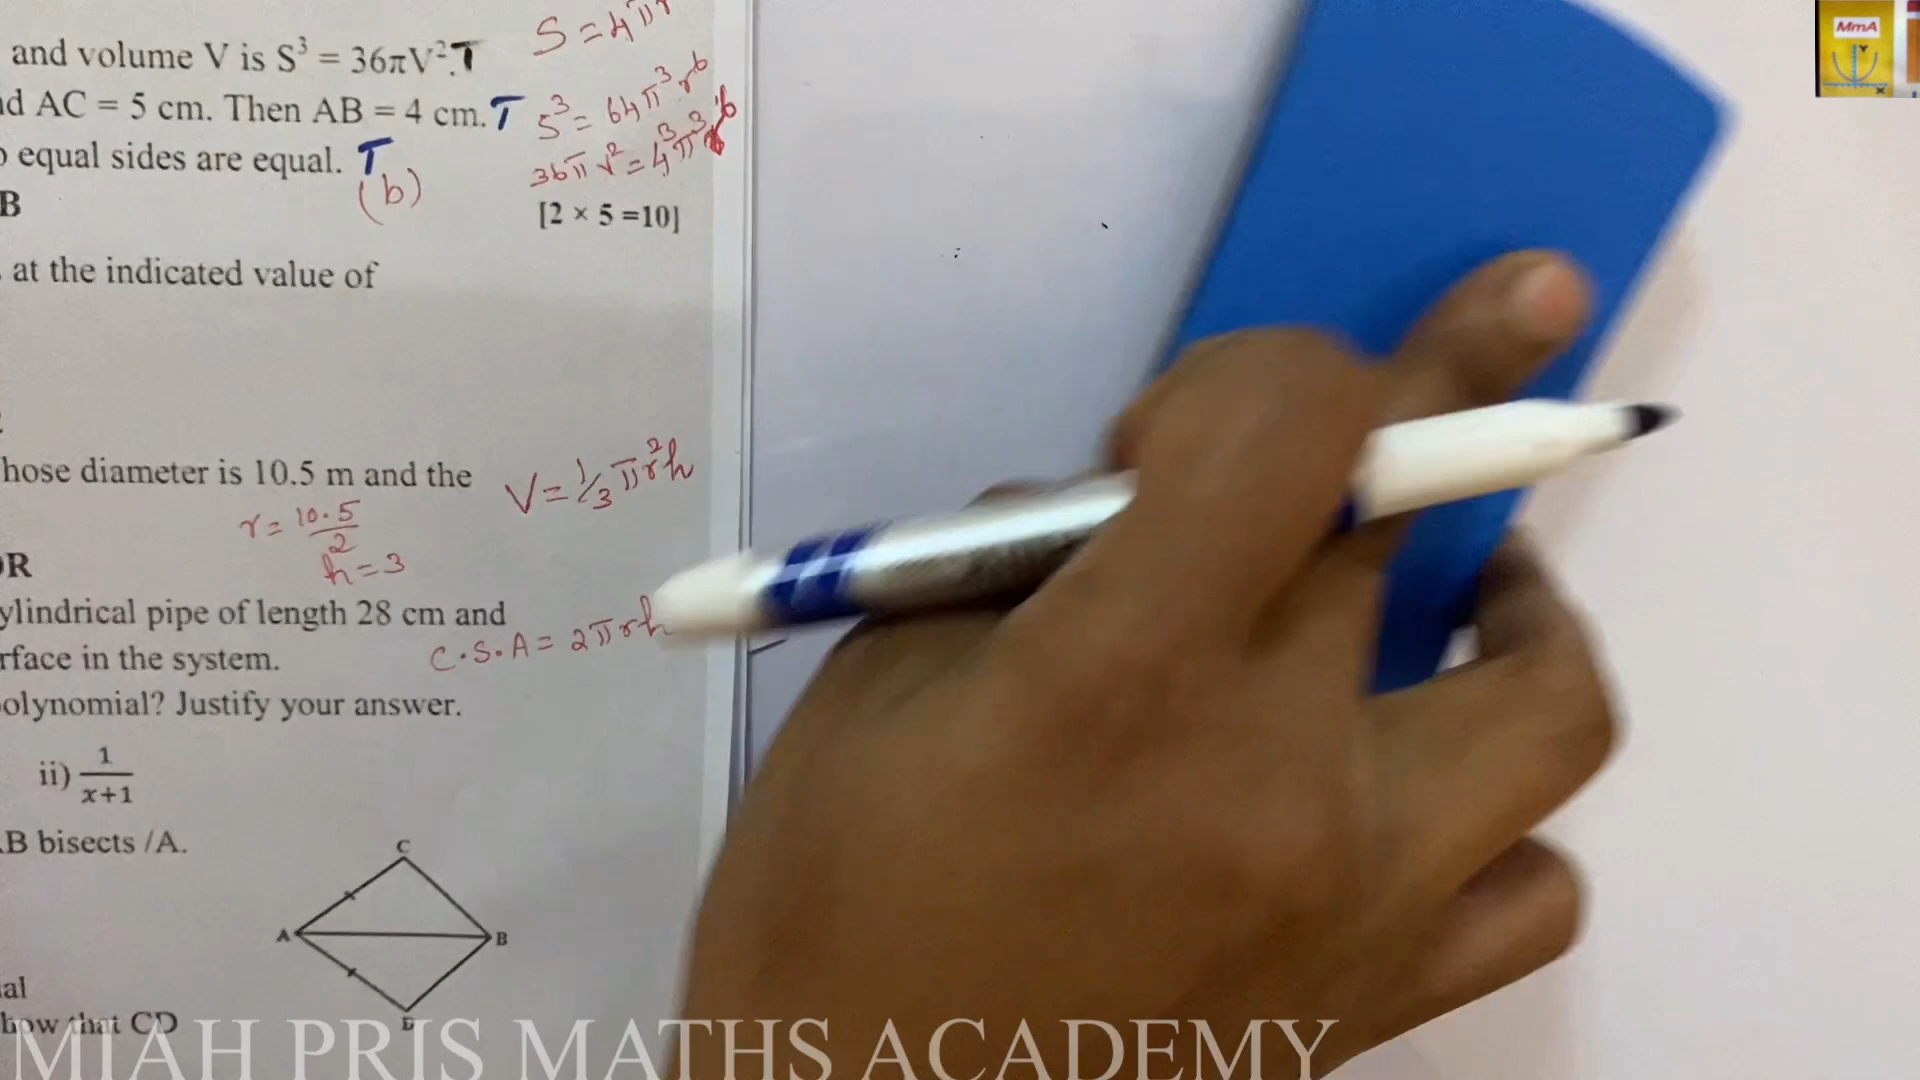 S = 4π
and volume V is S³ = 36πV².T
AC = 5 cm. Then AB = 4 cm. T
S³ = 64π³r⁶
equal sides are equal. T
36πV² = 4³π³r⁶
(b)
B
[2 × 5 =10]
at the indicated value of
hose diameter is 10.5 m and the
V = 1/3 πr²h
r = 10.5/2
h = 3
R
ylindrical pipe of length 28 cm and
C.S.A = 2πrh
rface in the system.
olynomial? Justify your answer.
ii) 1/x+1
B bisects /A.
C
A B
D
al
how that CD
MIAH PRIS MATHS ACADEMY
MmA
Y
X